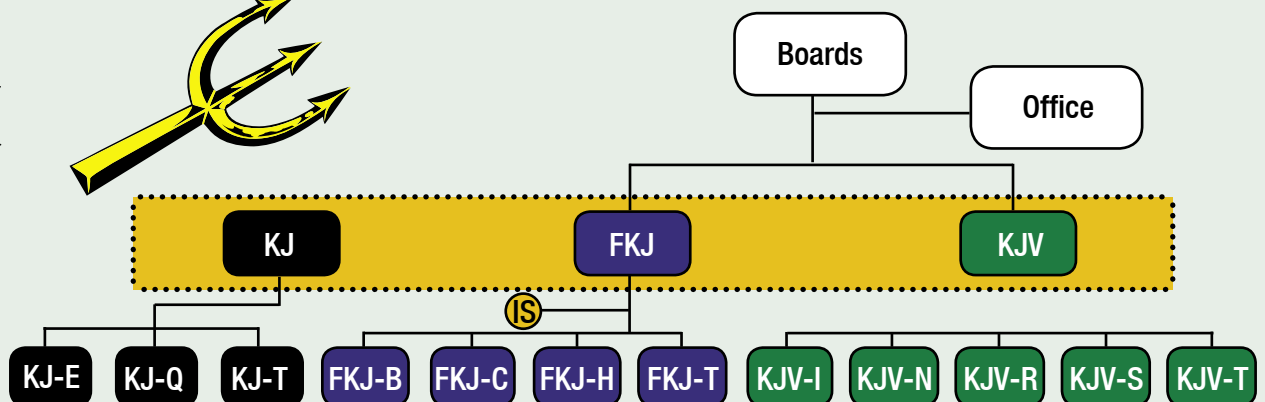 Boards
Office
KJ
FKJ
KJV
IS
KJ-E
KJ-Q
KJ-T
FKJ-B
FKJ-C
FKJ-H
FKJ-T
KJV-I
KJV-N
KJV-R
KJV-S
KJV-T